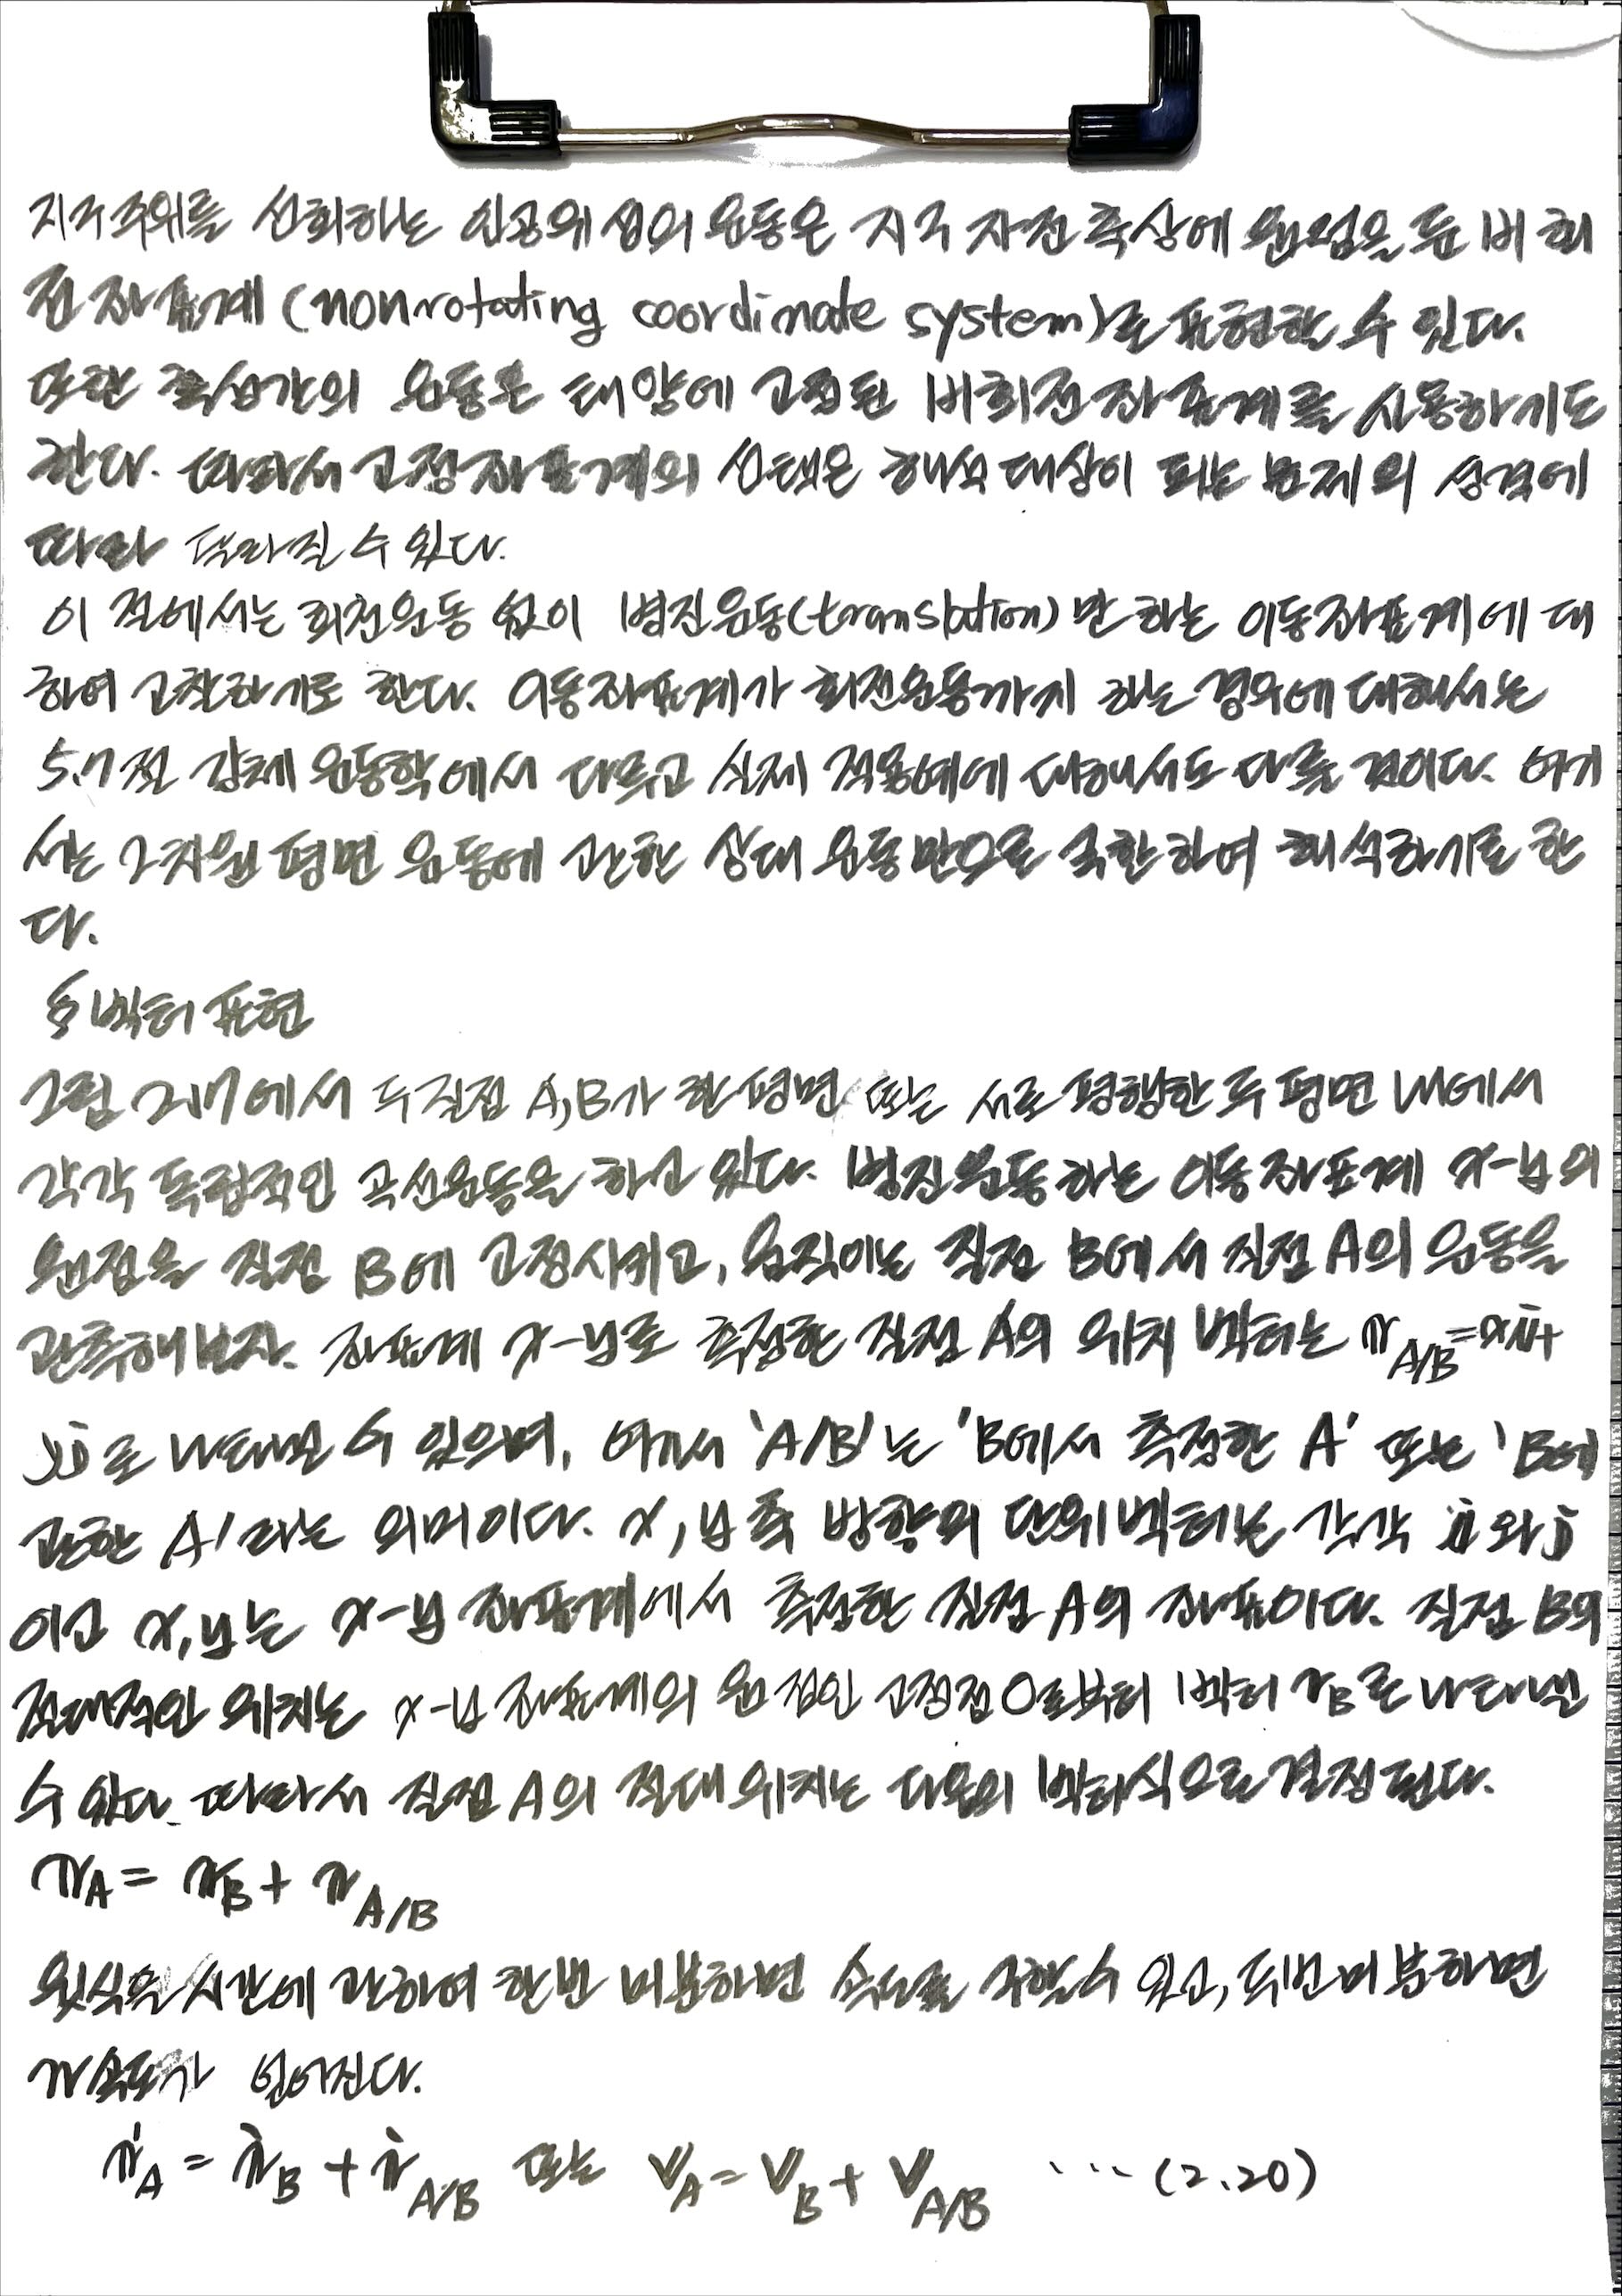 지구주위를 선회하는 인공위성의 운동은 지구 자전축상에 원점을 둔 비회
전좌표계(nonrotating coordinate system)로 표현할 수 있다.
또한 혹성간의 운동은 태양에 고정된 비회전좌표계를 사용하기도
한다. 따라서 고정좌표계의 선택은 해석대상이 되는 문제의 성격에
따라 달라질 수 있다.
이 절에서는 회전운동 없이 병진운동(translation)만 하는 이동좌표계에 대
하여 고찰하기로 한다. 이동좌표계가 회전운동까지 하는 경우에 대해서는
5.7절 강체 운동학에서 다루고 실제 적용예에 대해서도 다룰 것이다. 여기
서는 2차원 평면 운동에 관한 상대 운동만으로 국한하여 해석하기로 한
다.
§ 벡터 표현
그림 2.17에서 두 질점 A,B가 한 평면 또는 서로 평행한 두 평면 내에서
각각 독립적인 곡선운동을 하고 있다. 병진운동하는 이동좌표계 x-y의
원점을 질점 B에 고정시키고, 움직이는 질점 B에서 질점 A의 운동을
관측해보자. 좌표계 x-y로 측정한 질점 A의 위치 벡터는 r_A/B=xi+
yj로 나타낼 수 있으며, 여기서 'A/B'는 'B에서 측정한 A' 또는 'B에
관한 A'라는 의미이다. x, y축 방향의 단위벡터는 각각 i와 j
이고 x,y는 x-y 좌표계에서 측정한 질점 A의 좌표이다. 질점 B의
절대적인 위치는 x-y 좌표계의 원점인 고정점 O로부터 벡터 r_B로 나타낼
수 있다. 따라서 질점 A의 절대위치는 다음의 벡터식으로 결정된다.
r_A = r_B + r_A/B
윗식을 시간에 관하여 한번 미분하면 속도를 구할수 있고, 두번 미분하면
가속도가 얻어진다.
ṙ_A = ṙ_B + ṙ_A/B 또는 V_A = V_B + V_A/B ... (2.20)